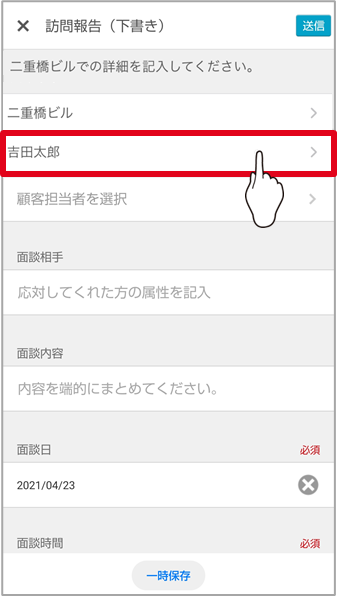 訪問報告（下書き） 送信
二重橋ビルでの詳細を記入してください。
二重橋ビル
吉田太郎
顧客担当者を選択
面談相手
応対してくれた方の属性を記入
面談内容
内容を端的にまとめてください。
面談日 必須
2021/04/23
面談時間 必須
一時保存